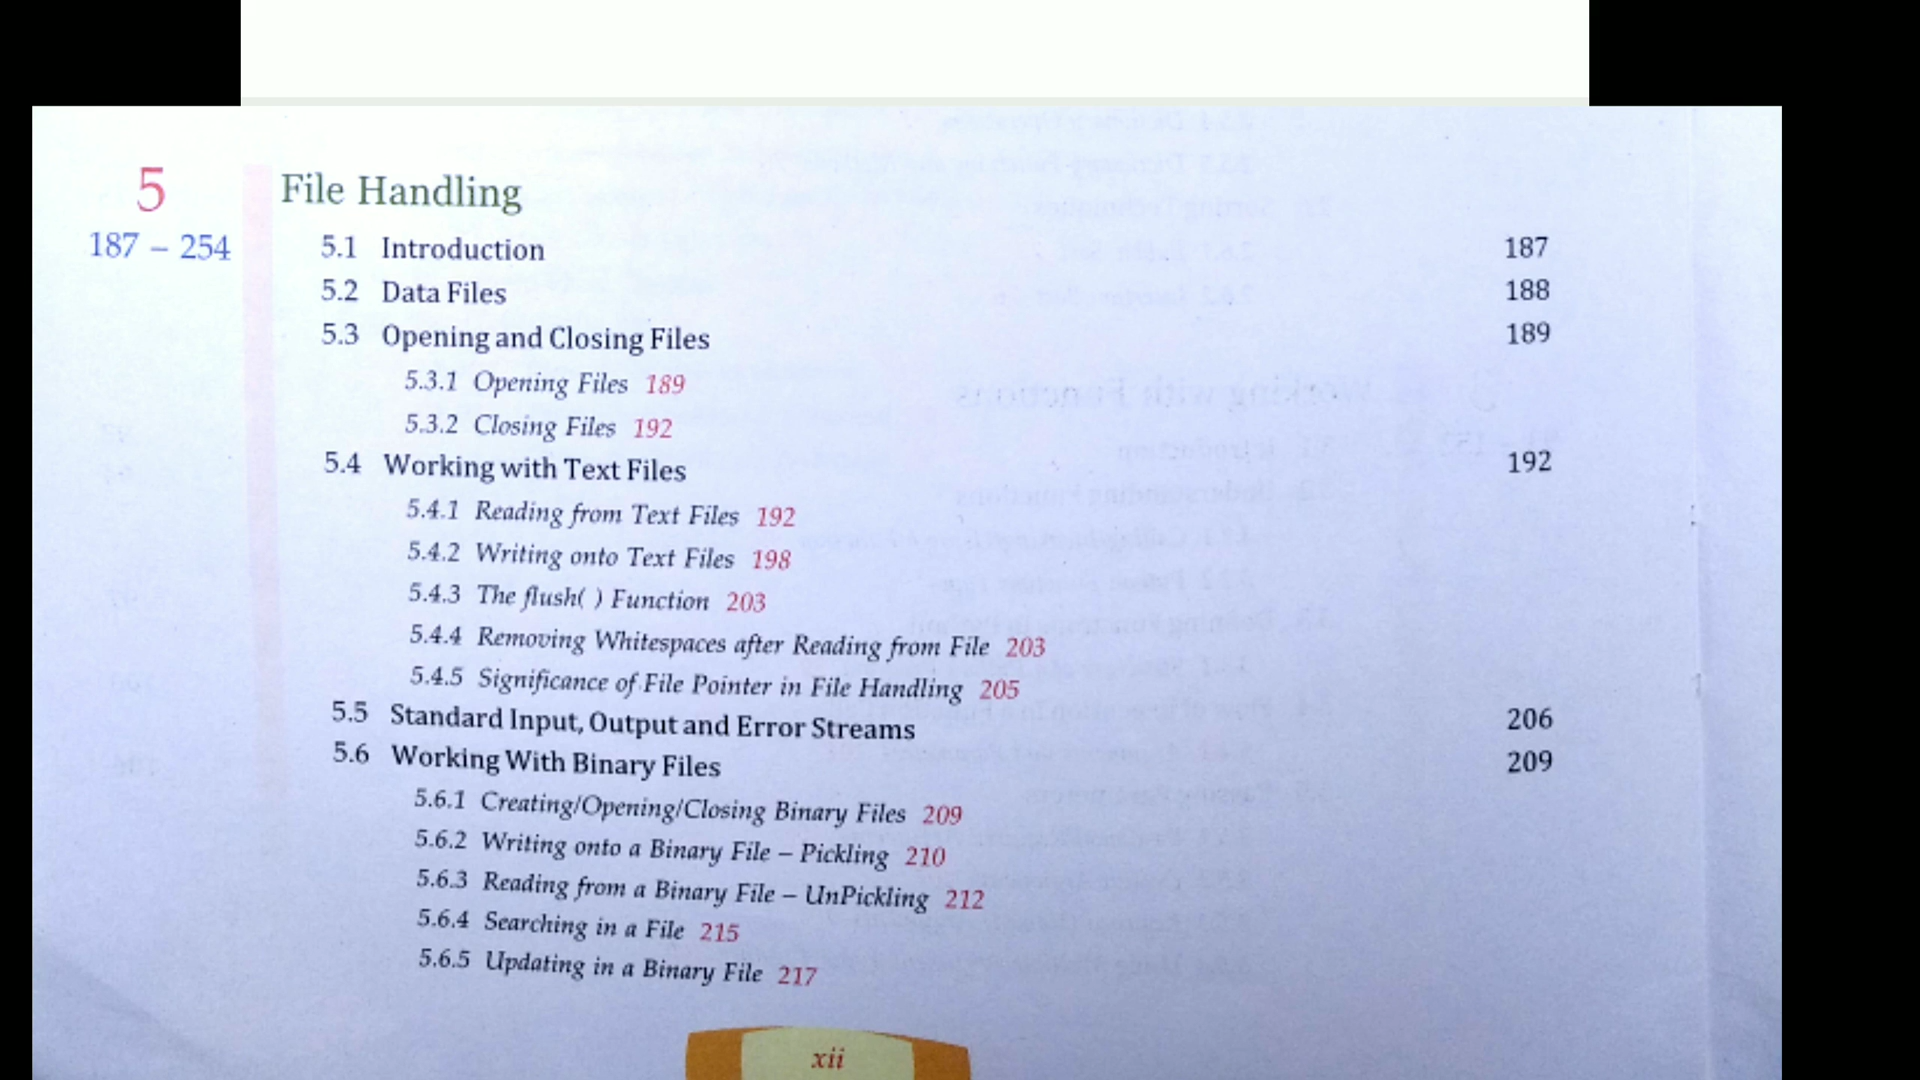 5 File Handling
187 – 254
5.1 Introduction 187
5.2 Data Files 188
5.3 Opening and Closing Files 189
5.3.1 Opening Files 189
5.3.2 Closing Files 192
5.4 Working with Text Files 192
5.4.1 Reading from Text Files 192
5.4.2 Writing onto Text Files 198
5.4.3 The flush( ) Function 203
5.4.4 Removing Whitespaces after Reading from File 203
5.4.5 Significance of File Pointer in File Handling 205
5.5 Standard Input, Output and Error Streams 206
5.6 Working With Binary Files 209
5.6.1 Creating/Opening/Closing Binary Files 209
5.6.2 Writing onto a Binary File – Pickling 210
5.6.3 Reading from a Binary File – UnPickling 212
5.6.4 Searching in a File 215
5.6.5 Updating in a Binary File 217
xii